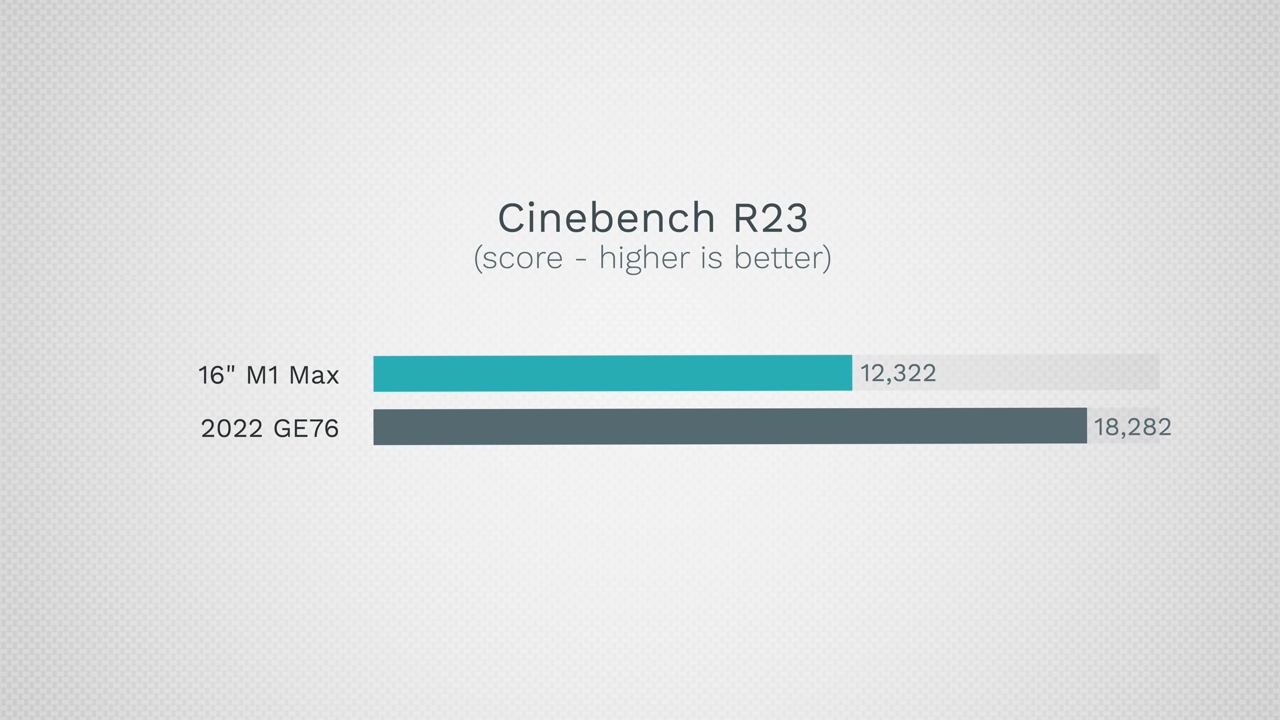 Cinebench R23
(score - higher is better)
16" M1 Max 12,322
2022 GE76 18,282